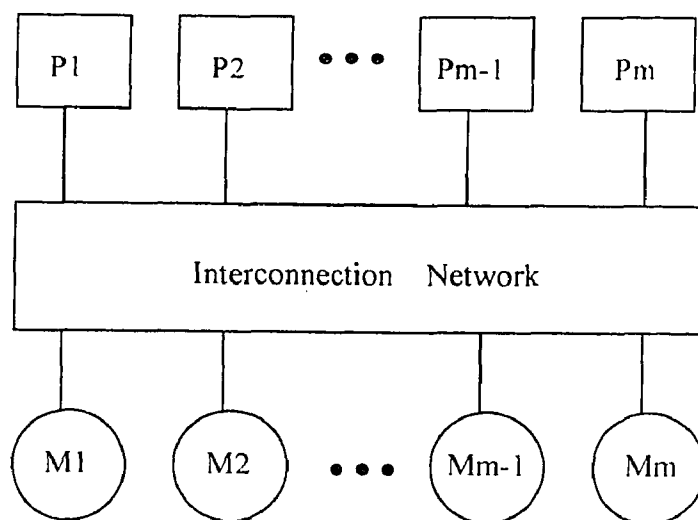 P1 P2 ••• Pm-1 Pm
Interconnection Network
M1 M2 ••• Mm-1 Mm